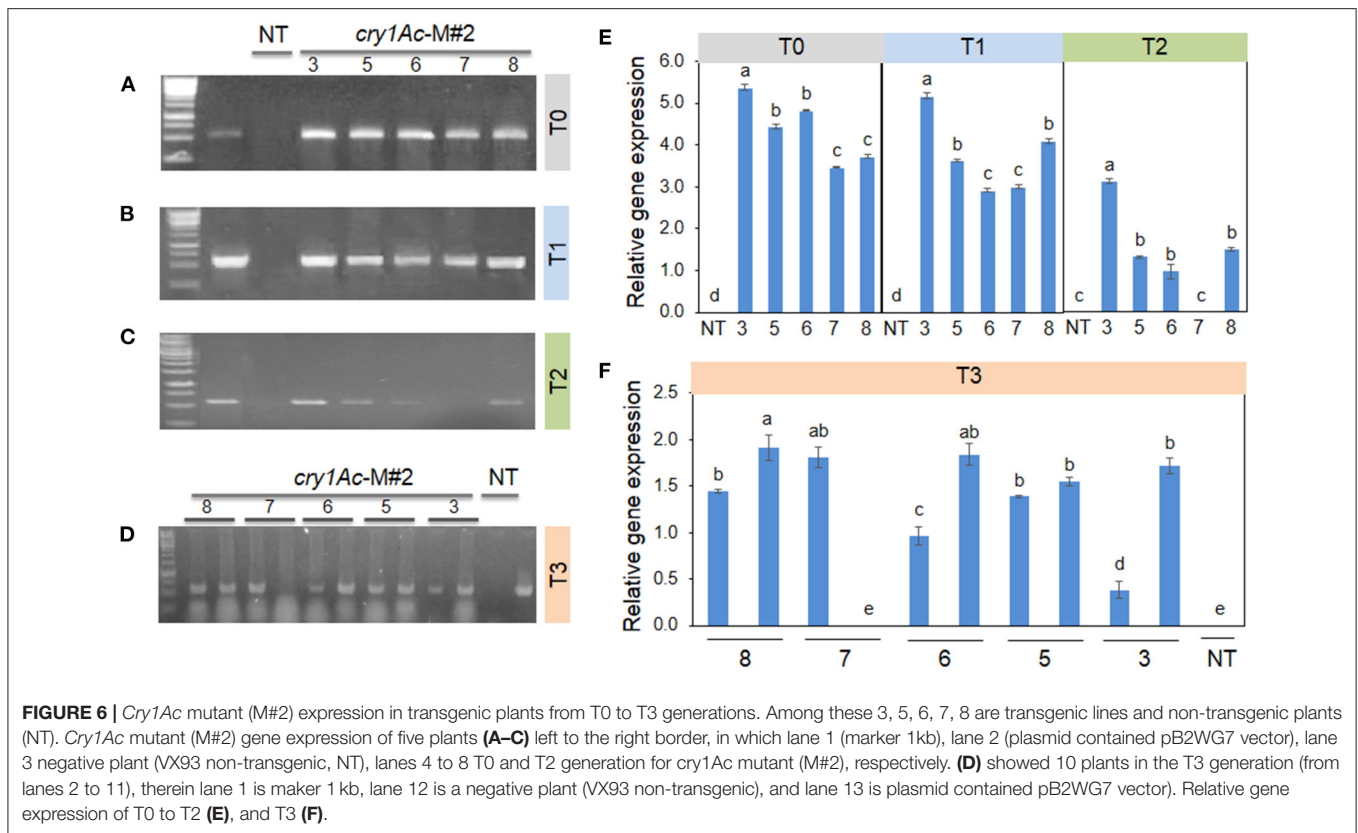 NT cry1Ac-M#2
3 5 6 7 8
A
T0
B
T1
C
T2
cry1Ac-M#2 NT
8 7 6 5 3
D
T3
E
T0 T1 T2
Relative gene expression
6.0
5.0
4.0
3.0
2.0
1.0
0.0
d a b b c c d a b c c b c a b b c b
NT 3 5 6 7 8 NT 3 5 6 7 8 NT 3 5 6 7 8
F
T3
Relative gene expression
2.5
2.0
1.5
1.0
0.5
0.0
b a ab e c ab b b d b e
8 7 6 5 3 NT
FIGURE 6 | Cry1Ac mutant (M#2) expression in transgenic plants from T0 to T3 generations. Among these 3, 5, 6, 7, 8 are transgenic lines and non-transgenic plants
(NT). Cry1Ac mutant (M#2) gene expression of five plants (A–C) left to the right border, in which lane 1 (marker 1kb), lane 2 (plasmid contained pB2WG7 vector), lane
3 negative plant (VX93 non-transgenic, NT), lanes 4 to 8 T0 and T2 generation for cry1Ac mutant (M#2), respectively. (D) showed 10 plants in the T3 generation (from
lanes 2 to 11), therein lane 1 is maker 1 kb, lane 12 is a negative plant (VX93 non-transgenic), and lane 13 is plasmid contained pB2WG7 vector). Relative gene
expression of T0 to T2 (E), and T3 (F).